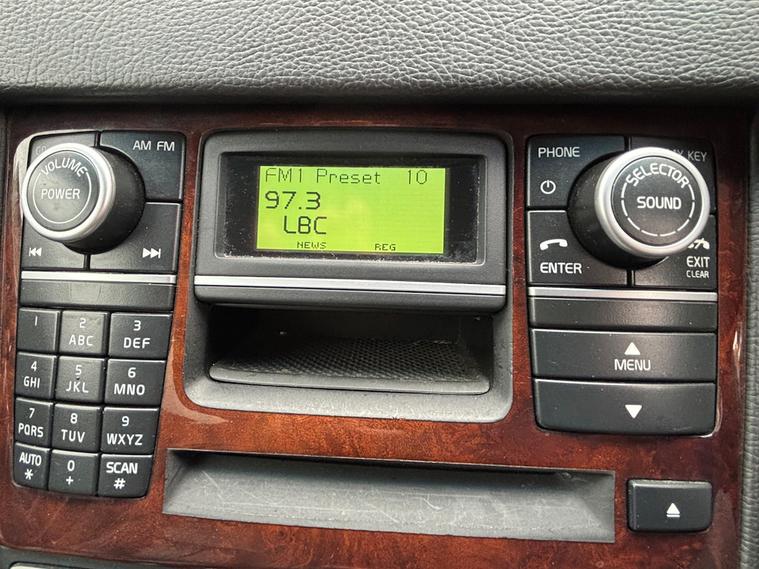 VOLUME
POWER
AM FM
FM1 Preset 10
97.3
LBC
NEWS REG
PHONE
KEY
SELECTOR
SOUND
ENTER
EXIT
CLEAR
MENU
1
2
ABC
3
DEF
4
GHI
5
JKL
6
MNO
7
PQRS
8
TUV
9
WXYZ
AUTO
*
0
+
SCAN
#